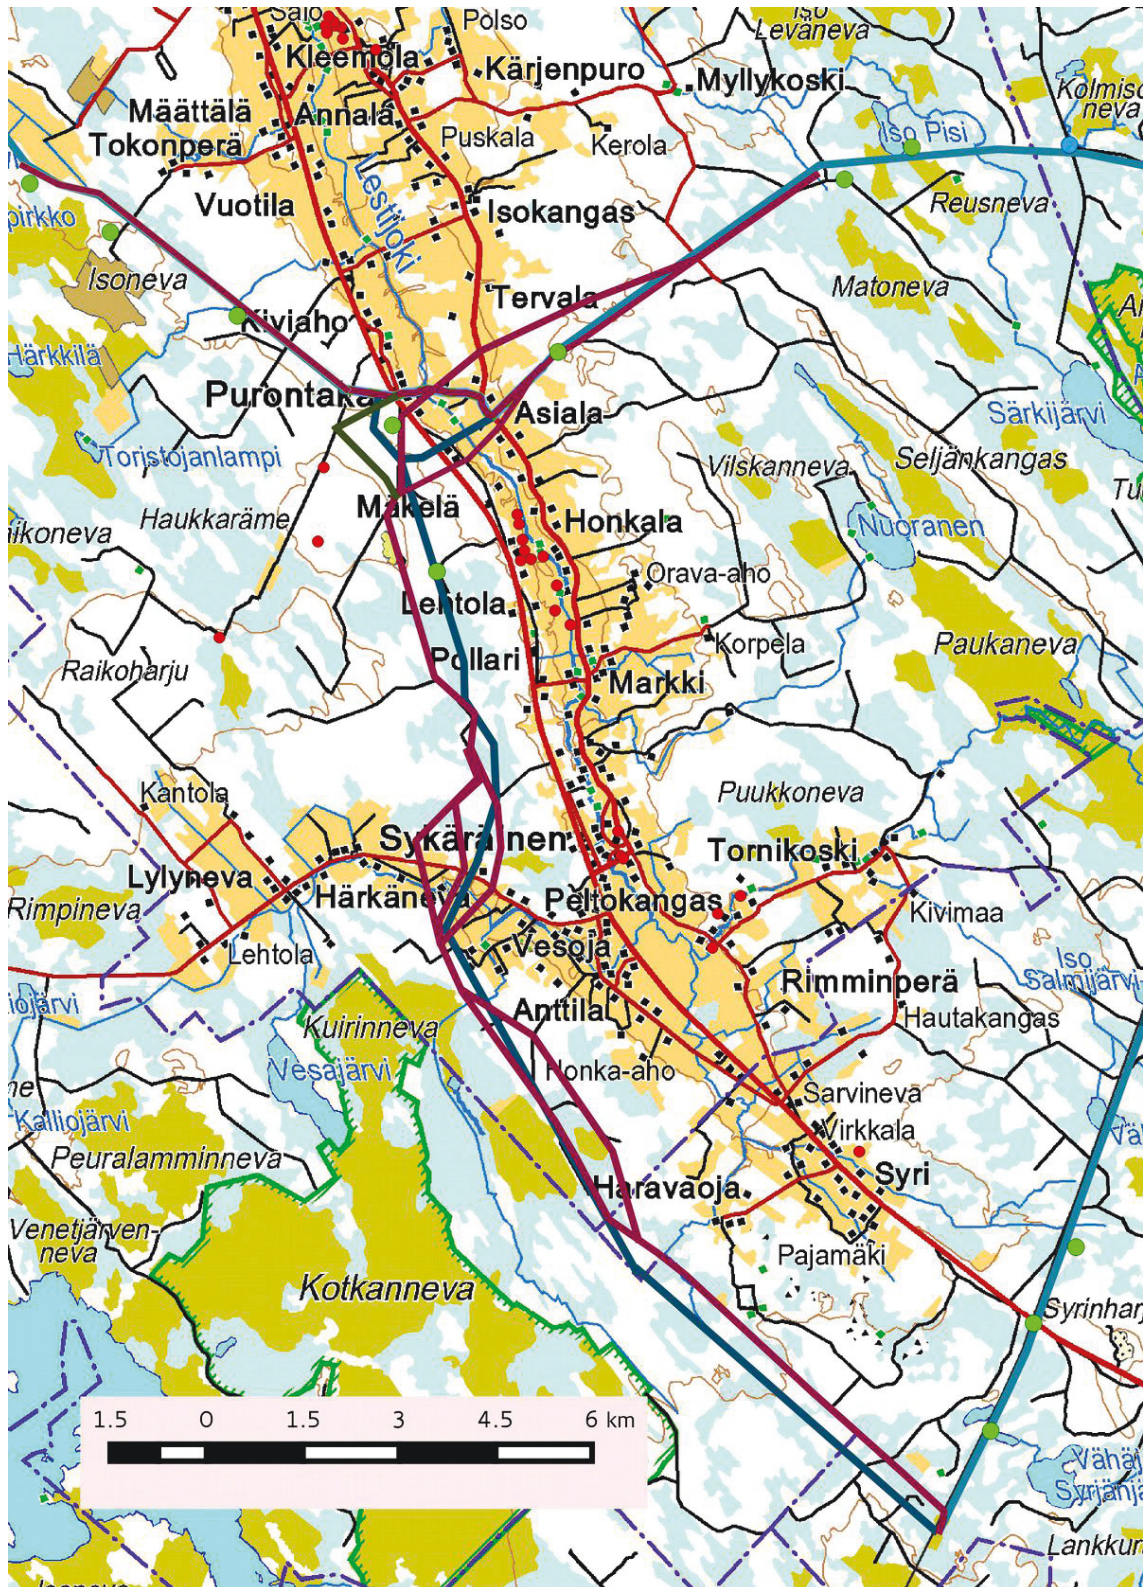 Salo
Polso
Iso
Levaneva
Kleemola
Kärjenpuro
Myllykoski
Kolmiso
neva
Määttälä
Annala
Iso Pisi
Tokonperä
Puskala
Kerola
Lestijoki
Vuotila
Isokangas
Reusneva
pirkko
Isoneva
Tervala
Matoneva
Kiviaho
Härkkilä
Purontaka
Asiala
Särkijärvi
Toristojanlampi
Vilskanneva
Seljänkangas
Mäkelä
Haukkaräme
Honkala
Nuoranen
Orava-aho
Lehtola
Korpela
Paukaneva
Raikoharju
Pollari
Markki
Kantola
Puukkoneva
Sykäräinen
Tornikoski
Lylyneva
Härkäneva
Peltokangas
Rimpineva
Kivimaa
Lehtola
Vesoja
Iso
Salmijärvi
Rimminperä
iojärvi
Anttila
Kuirinneva
Hautakangas
Vesajärvi
Honka-aho
Sarvineva
Kalliojärvi
Virkkala
Peuralamminneva
Syri
Haravaoja
Venetjärven-
neva
Pajamäki
Kotkanneva
Syrinharj
1.5 0 1.5 3 4.5 6 km
Vähäj
Syrjänjä
Lankkur